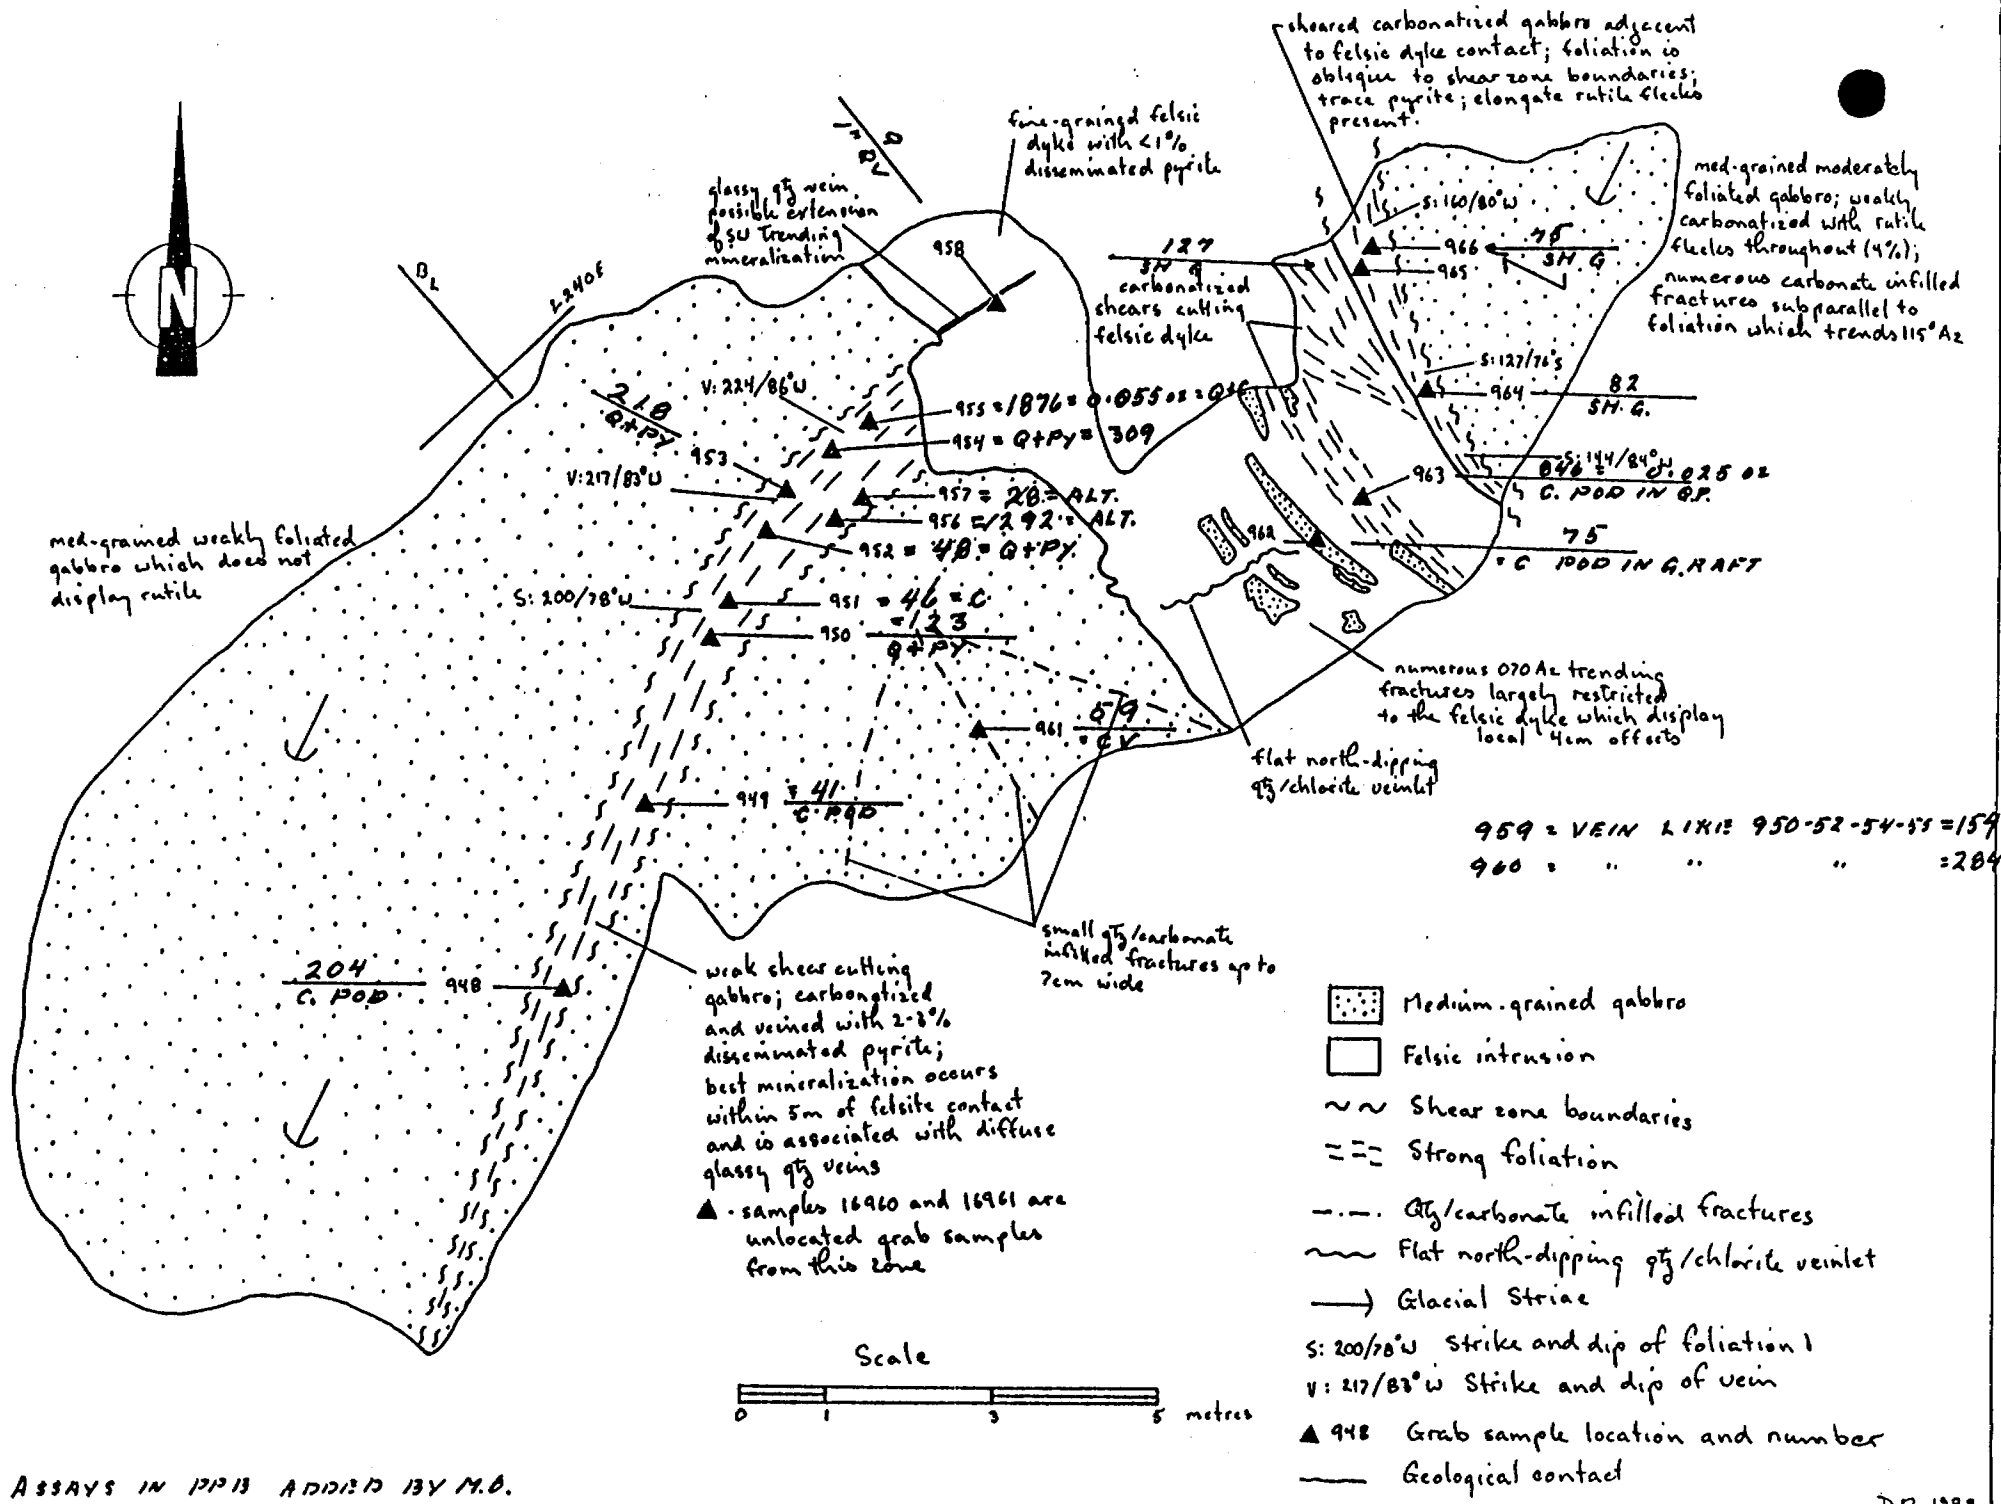 sheared carbonatized gabbro adjacent
to felsic dyke contact; foliation is
oblique to shear zone boundaries;
trace pyrite; elongate rutile flecks
present.
fine-grained felsic
dyke with <1%
disseminated pyrite
glassy qtz vein
possible extension
of SW trending
mineralization
med-grained moderately
foliated gabbro; weakly
carbonatized with rutile
flecks throughout (4%);
numerous carbonate infilled
fractures subparallel to
foliation which trends 115° Az
N
BL
L240E
958
127
SH G
carbonatized
shears cutting
felsic dyke
S: 160/80°W
966
75
SH G
965
S: 127/76°S
964
82
SH. G.
S: 144/84°W
846 = 0.025 oz
C. POD IN Q.P.
963
962
75
= C POD IN G. RAFT
218
Q+PY
V: 224/86°W
955 = 1876 = 0.055 oz = Q+C
954 = Q+PY = 309
953
V: 217/83°W
957 = 28 = ALT.
956 = 1292 = ALT.
952 = 48 = Q+PY.
med-grained weakly foliated
gabbro which does not
display rutile
S: 200/78°W
951 = 46 = C
950
= 123
Q+PY
numerous 070 Az trending
fractures largely restricted
to the felsic dyke which display
local 4cm offsets
961
59
= C V
flat north-dipping
qtz/chlorite veinlet
949
= 41
C. POD
959 = VEIN LIKE 950-52-54-55 = 154
960 = " " " = 284
204
C. POD
948
small qtz/carbonate
infilled fractures up to
7cm wide
weak shear cutting
gabbro; carbonatized
and veined with 2-3%
disseminated pyrite;
best mineralization occurs
within 5m of felsite contact
and is associated with diffuse
glassy qtz veins
▲ - samples 16960 and 16961 are
unlocated grab samples
from this zone
Medium-grained gabbro
Felsic intrusion
Shear zone boundaries
Strong foliation
Qtz/carbonate infilled fractures
Flat north-dipping qtz/chlorite veinlet
Glacial Striae
S: 200/78°W Strike and dip of foliation
V: 217/83°W Strike and dip of vein
▲ 948 Grab sample location and number
Geological contact
Scale
0 1 3 5 metres
ASSAYS IN PPB ADDED BY M.B.